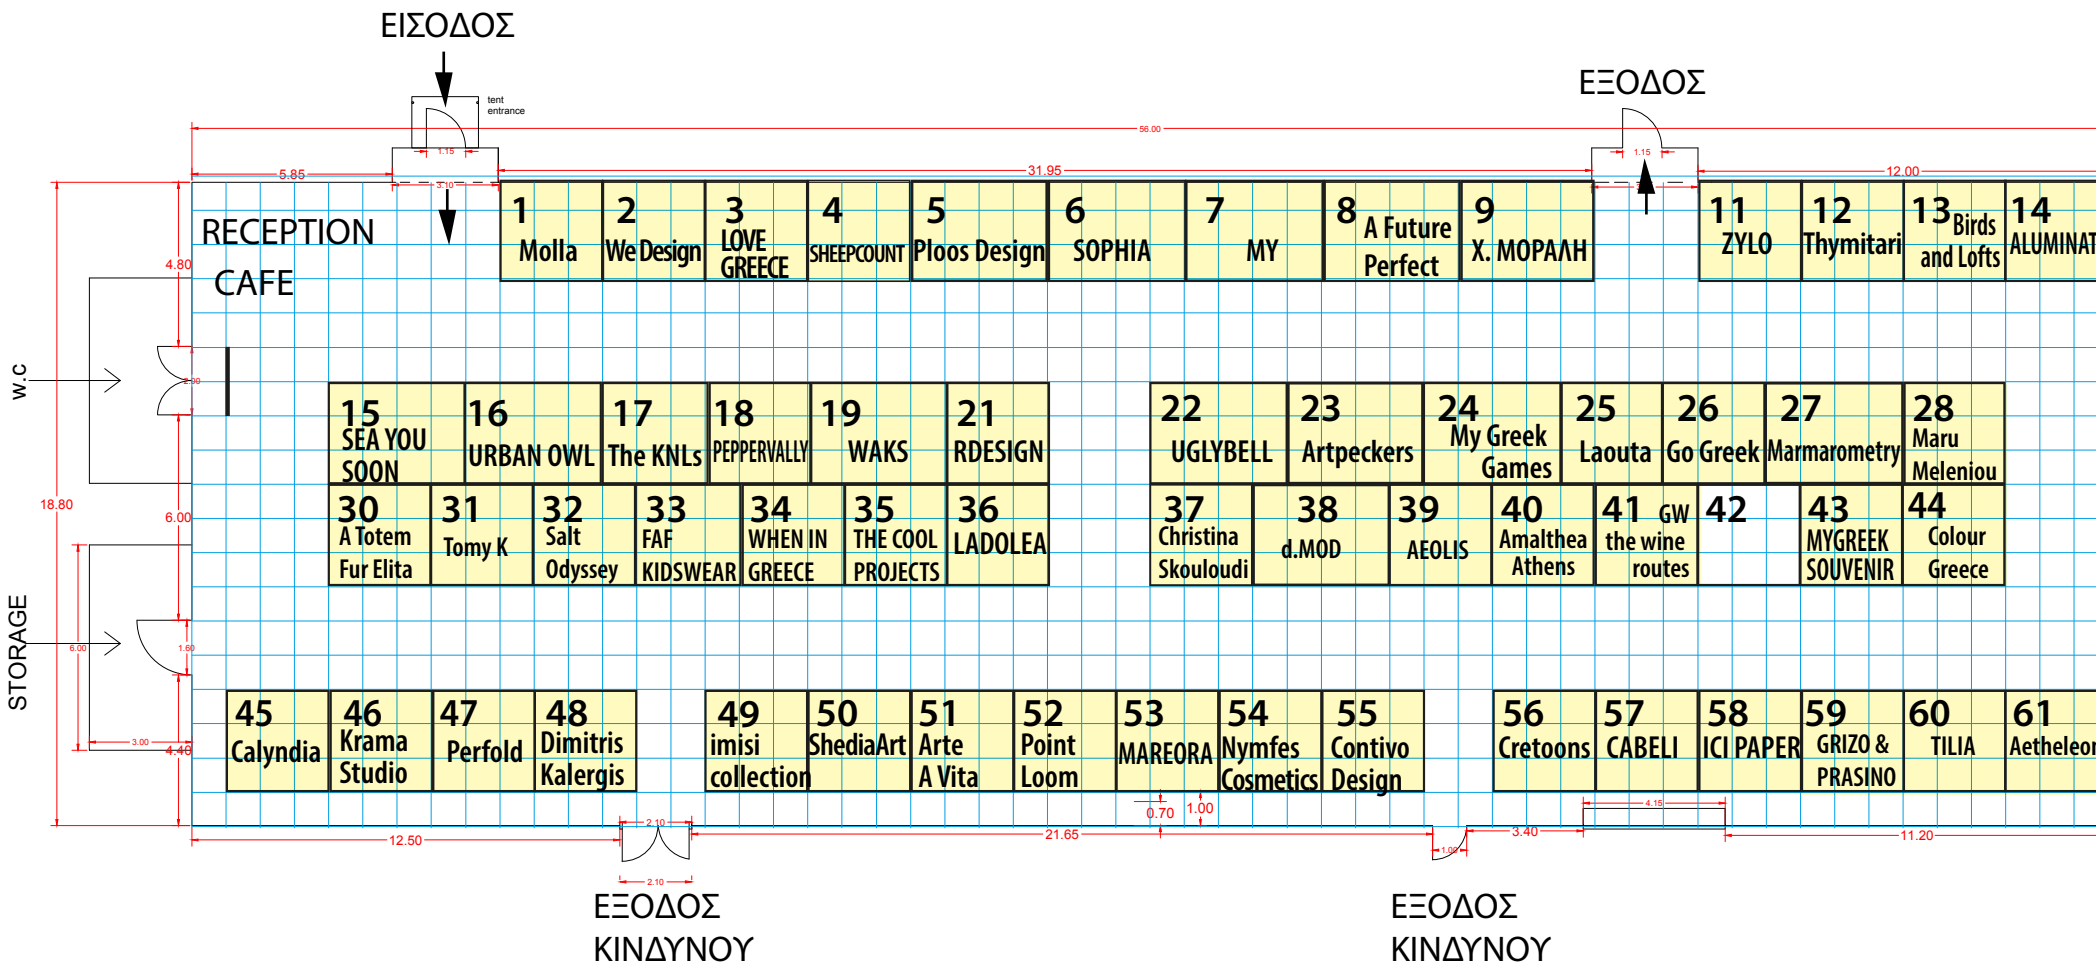 ΕΙΣΟΔΟΣ
ΕΞΟΔΟΣ
tent
entrance
56.00
1.15
1.15
5.85
3.10
31.95
12.00
RECEPTION
CAFE
1
Molla
2
We Design
3
LOVE
GREECE
4
SHEEPCOUNT
5
Ploos Design
6
SOPHIA
7
MY
8
A Future
Perfect
9
Χ. ΜΟΡΑΛΗ
11
ZYLO
12
Thymitari
13
Birds
and Lofts
14
4.80
w.c
2.30
15
SEA YOU
SOON
16
URBAN OWL
17
The KNLs
18
PEPPERVALLY
19
WAKS
21
RDESIGN
22
UGLYBELL
23
Artpeckers
24
My Greek
Games
25
Laouta
26
Go Greek
27
Marmarometry
28
Maru
Meleniou
18.80
6.00
30
A Totem
Fur Elita
31
Tomy K
32
Salt
Odyssey
33
FAF
KIDSWEAR
34
WHEN IN
GREECE
35
THE COOL
PROJECTS
36
LADOLEA
37
Christina
Skouloudi
38
d.MOD
39
AEOLIS
40
Amalthea
Athens
41
GW
the wine
routes
42
43
MYGREEK
SOUVENIR
44
Colour
Greece
STORAGE
6.00
1.60
3.00
4.40
45
Calyndia
46
Krama
Studio
47
Perfold
48
Dimitris
Kalergis
49
imisi
collection
50
ShediaArt
51
Arte
A Vita
52
Point
Loom
53
MAREORA
54
Nymfes
Cosmetics
55
Contivo
Design
56
Cretoons
57
CABELI
58
ICI PAPER
59
GRIZO &
PRASINO
60
TILIA
61
0.70
1.00
4.15
12.50
2.10
21.65
1.00
3.40
11.20
2.10
ΕΞΟΔΟΣ
ΚΙΝΔΥΝΟΥ
ΕΞΟΔΟΣ
ΚΙΝΔΥΝΟΥ